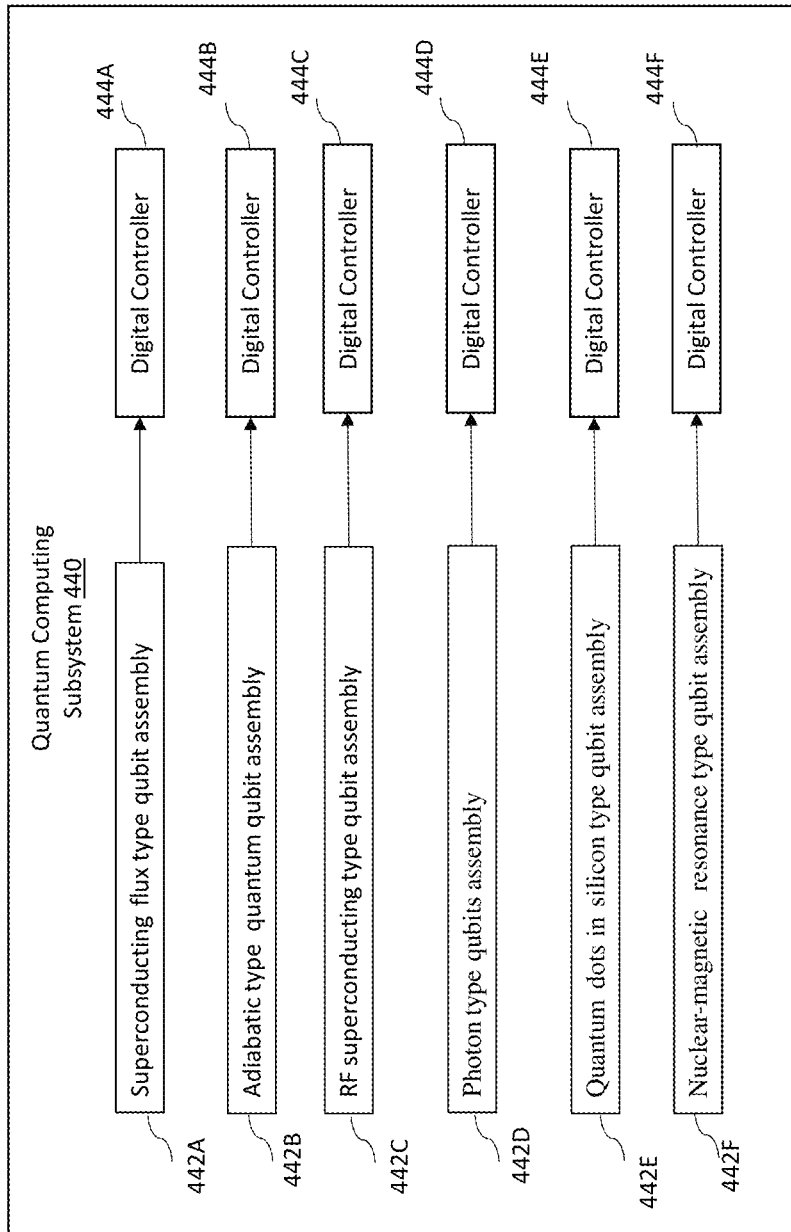 Quantum Computing
Subsystem 440
442A
Superconducting flux type qubit assembly
Digital Controller
444A
442B
Adiabatic type quantum qubit assembly
Digital Controller
444B
442C
RF superconducting type qubit assembly
Digital Controller
444C
442D
Photon type qubits assembly
Digital Controller
444D
442E
Quantum dots in silicon type qubit assembly
Digital Controller
444E
442F
Nuclear-magnetic resonance type qubit assembly
Digital Controller
444F